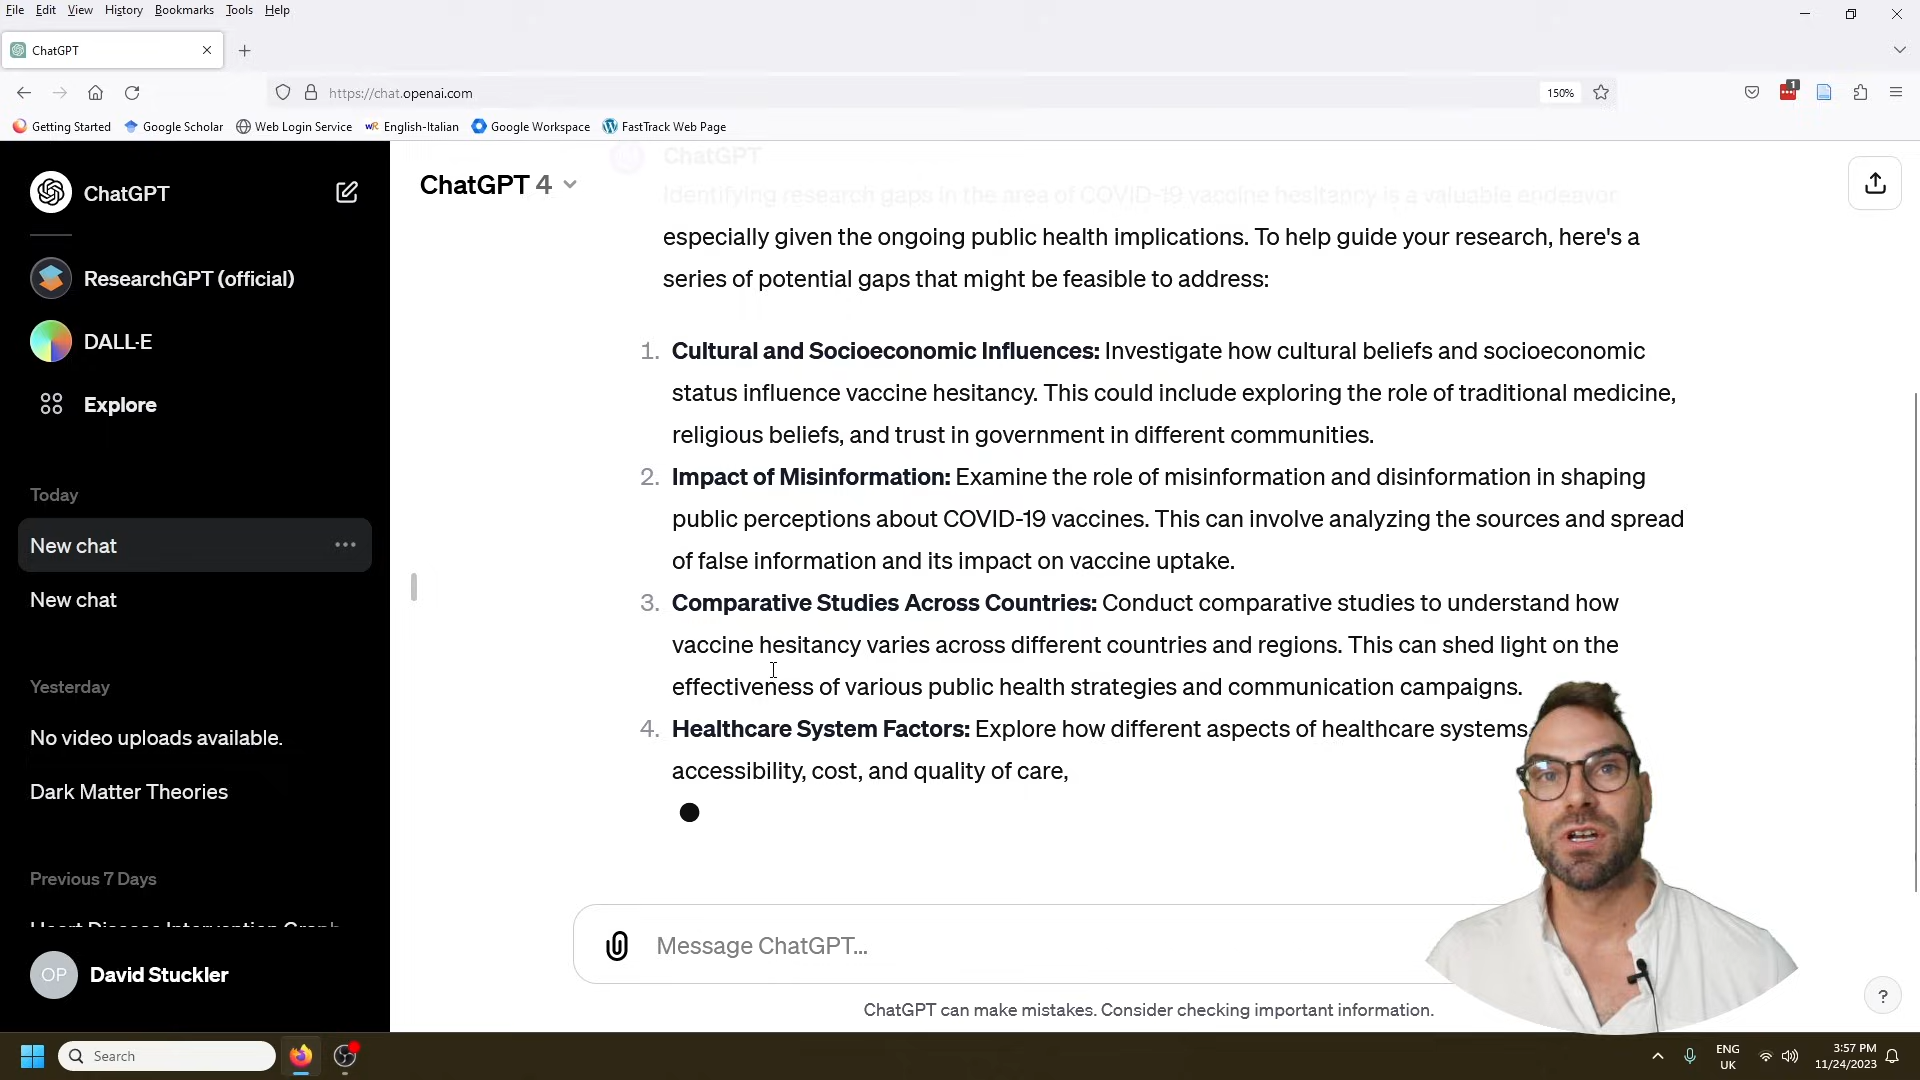 File Edit View History Bookmarks Tools Help
ChatGPT
https://chat.openai.com
150%
1
Getting Started Google Scholar Web Login Service English-Italian Google Workspace FastTrack Web Page
ChatGPT
ResearchGPT (official)
DALL·E
Explore
Today
New chat
New chat
Yesterday
No video uploads available.
Dark Matter Theories
Previous 7 Days
Heart Disease Intervention Graph
OP David Stuckler
ChatGPT 4
ChatGPT
Identifying research gaps in the area of COVID-19 vaccine hesitancy is a valuable endeavor
especially given the ongoing public health implications. To help guide your research, here's a
series of potential gaps that might be feasible to address:
1. Cultural and Socioeconomic Influences: Investigate how cultural beliefs and socioeconomic
status influence vaccine hesitancy. This could include exploring the role of traditional medicine,
religious beliefs, and trust in government in different communities.
2. Impact of Misinformation: Examine the role of misinformation and disinformation in shaping
public perceptions about COVID-19 vaccines. This can involve analyzing the sources and spread
of false information and its impact on vaccine uptake.
3. Comparative Studies Across Countries: Conduct comparative studies to understand how
vaccine hesitancy varies across different countries and regions. This can shed light on the
effectiveness of various public health strategies and communication campaigns.
4. Healthcare System Factors: Explore how different aspects of healthcare systems,
accessibility, cost, and quality of care,
Message ChatGPT...
ChatGPT can make mistakes. Consider checking important information.
?
Search
ENG
UK
3:57 PM
11/24/2023